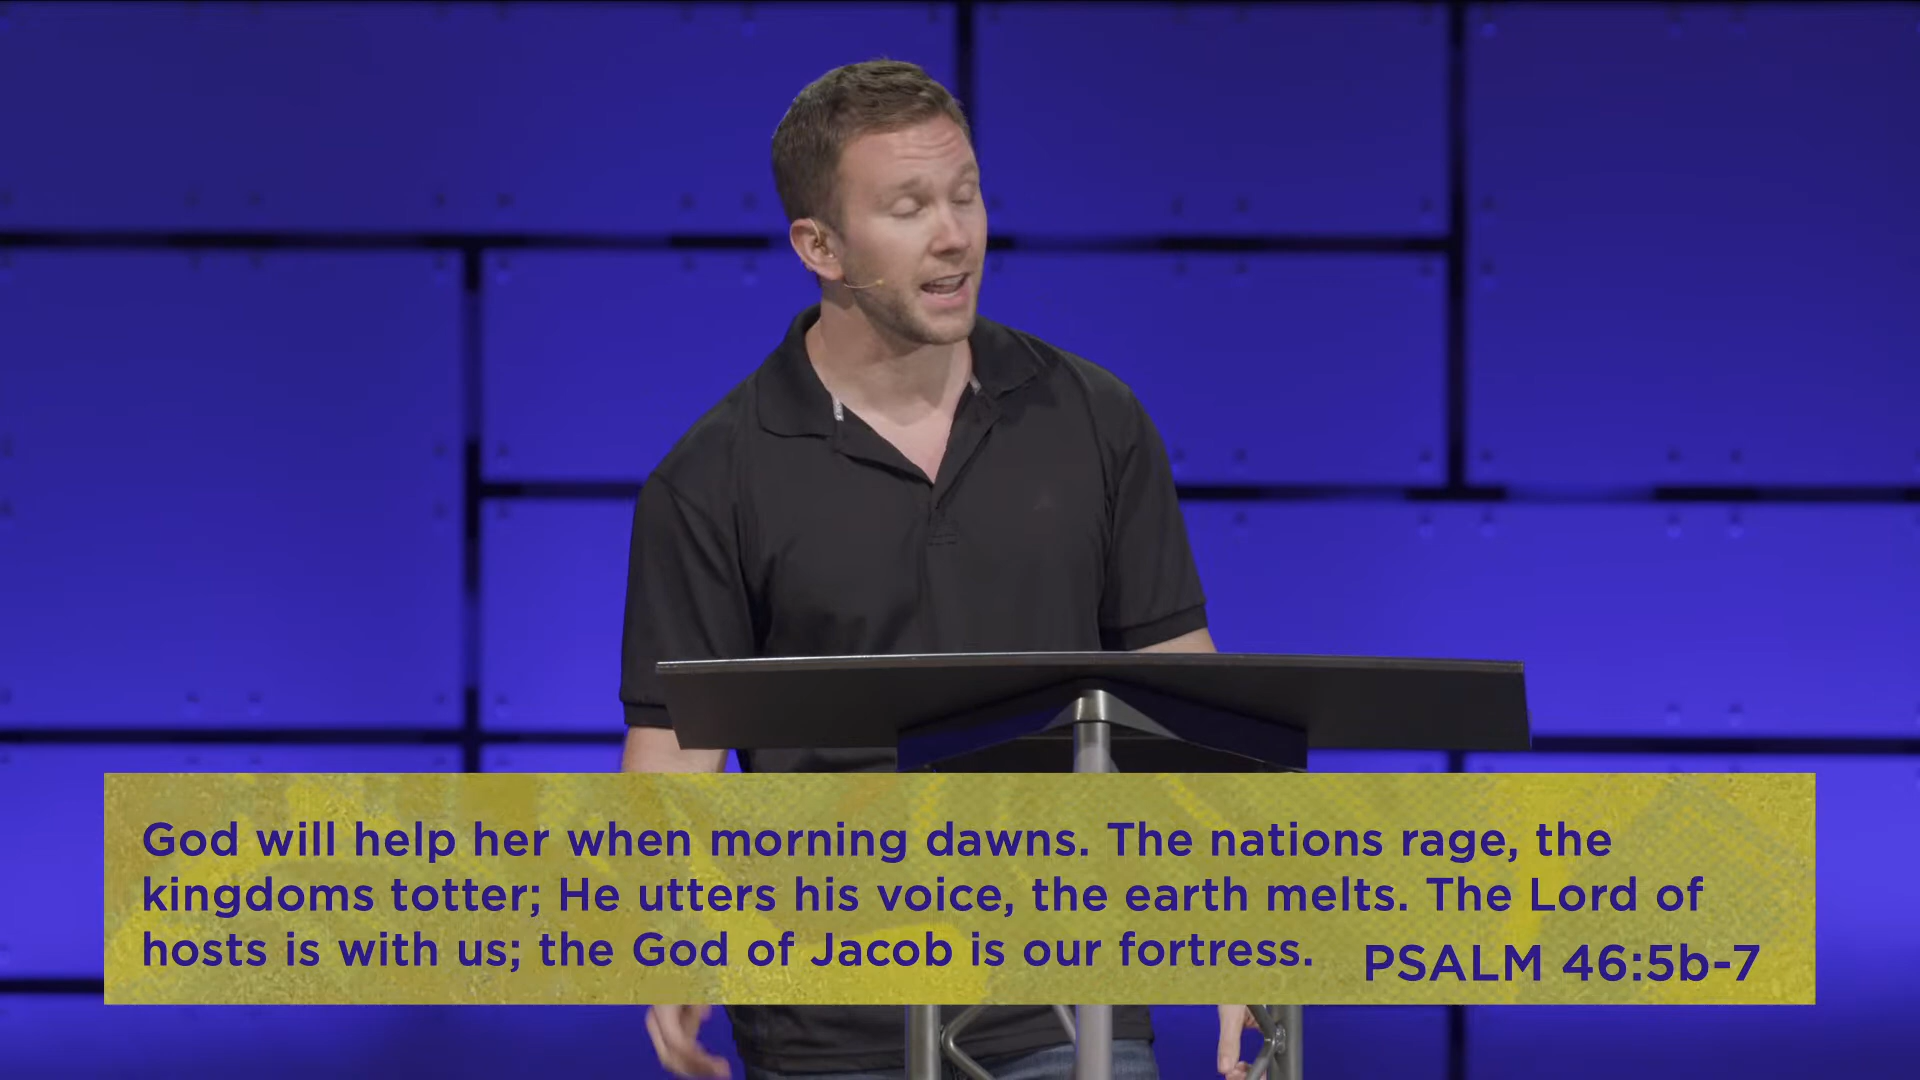 God will help her when morning dawns. The nations rage, the
kingdoms totter; He utters his voice, the earth melts. The Lord of
hosts is with us; the God of Jacob is our fortress.
PSALM 46:5b-7